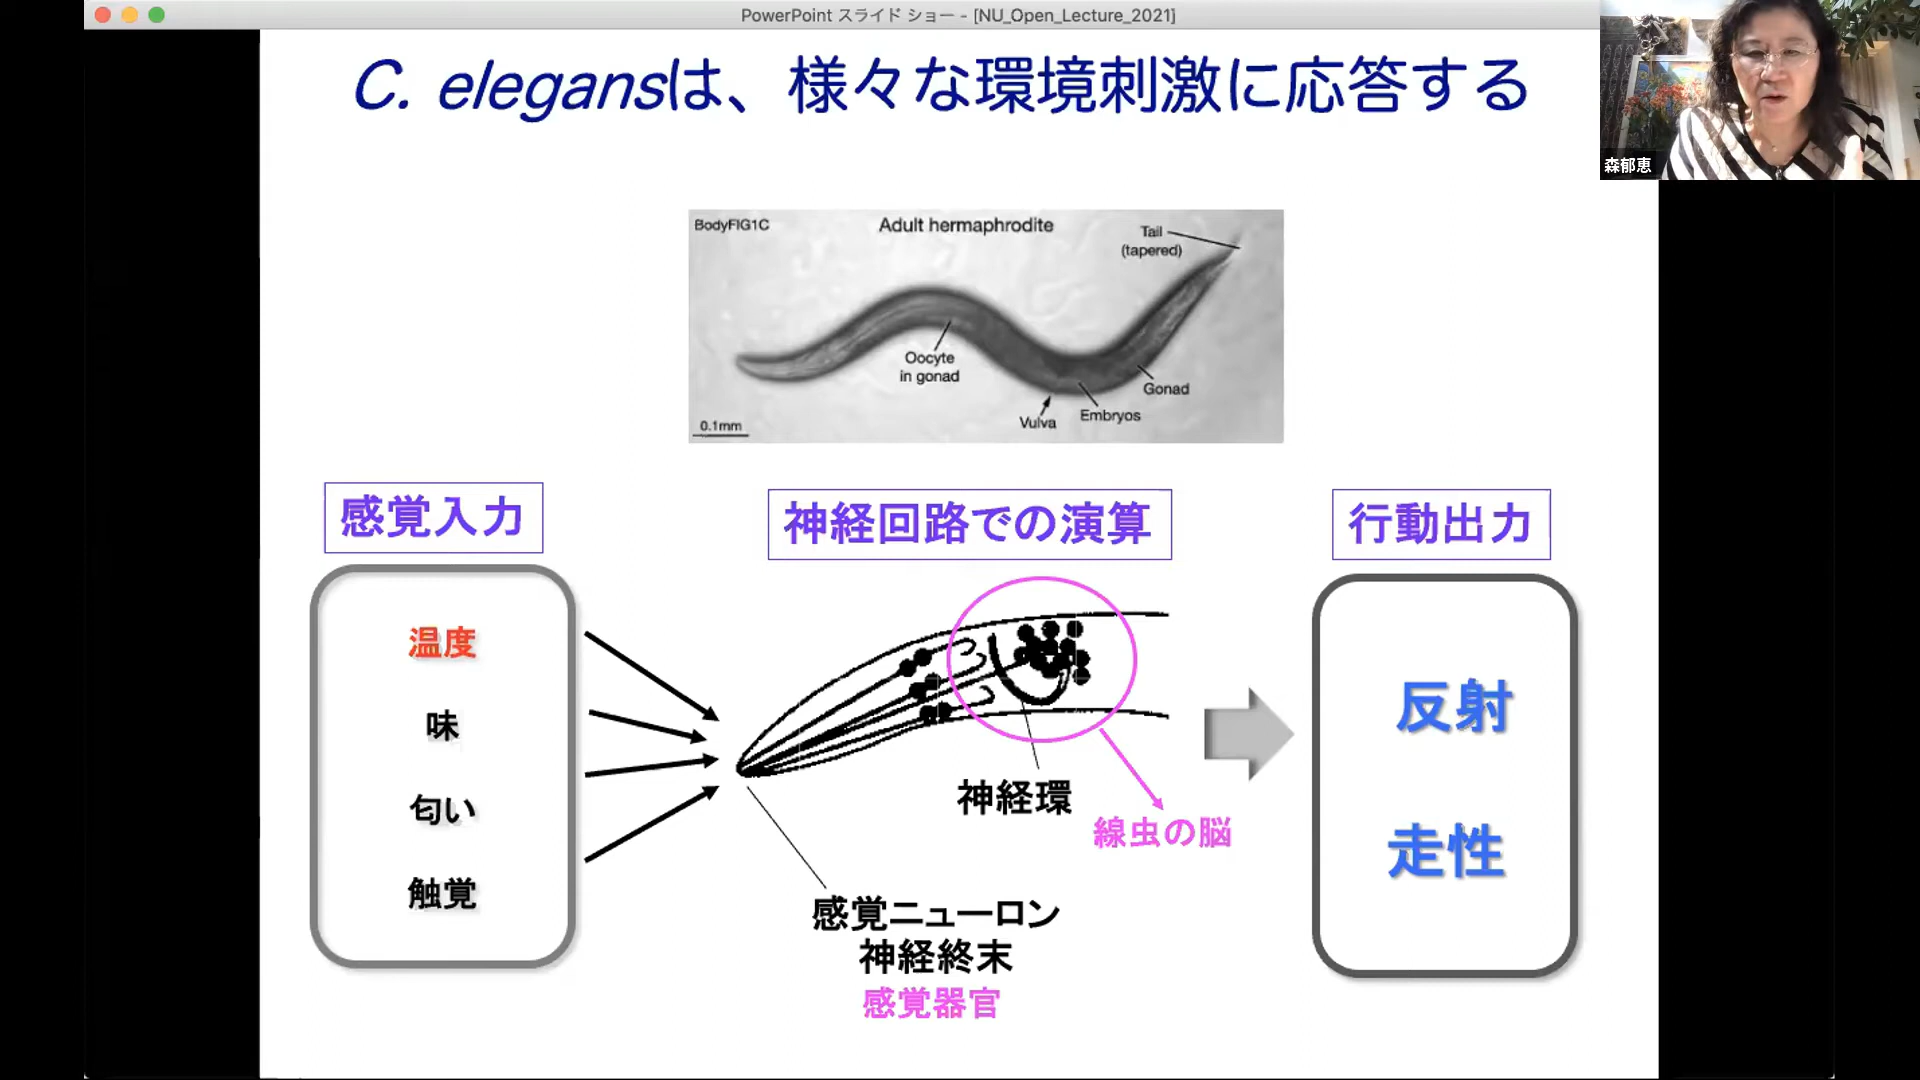 PowerPoint スライド ショー - [NU_Open_Lecture_2021]
C. elegansは、様々な環境刺激に応答する
森郁恵
BodyFIG1C
Adult hermaphrodite
Tail
(tapered)
Oocyte
in gonad
Gonad
Embryos
Vulva
0.1mm
感覚入力
神経回路での演算
行動出力
温度
味
匂い
触覚
神経環
線虫の脳
感覚ニューロン
神経終末
感覚器官
反射
走性